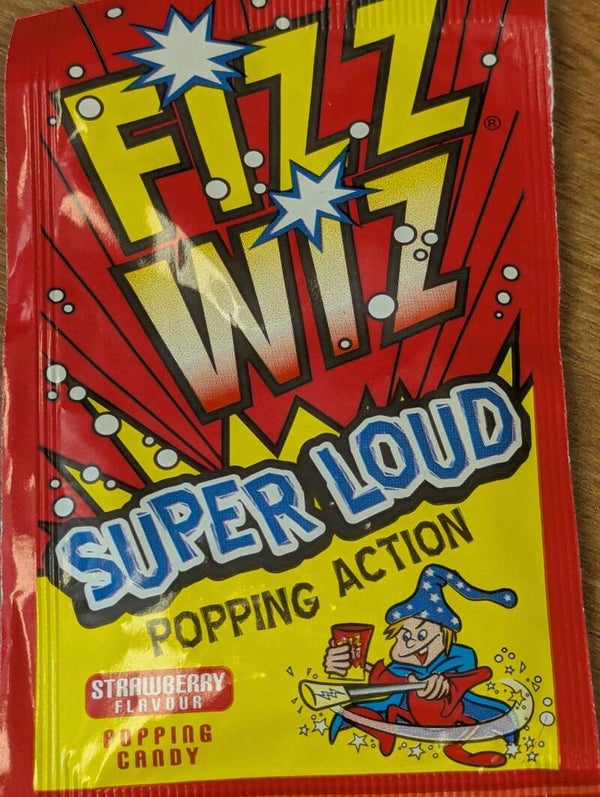 FIZZ
WIZ
®
SUPER LOUD
POPPING ACTION
STRAWBERRY
FLAVOUR
POPPING
CANDY